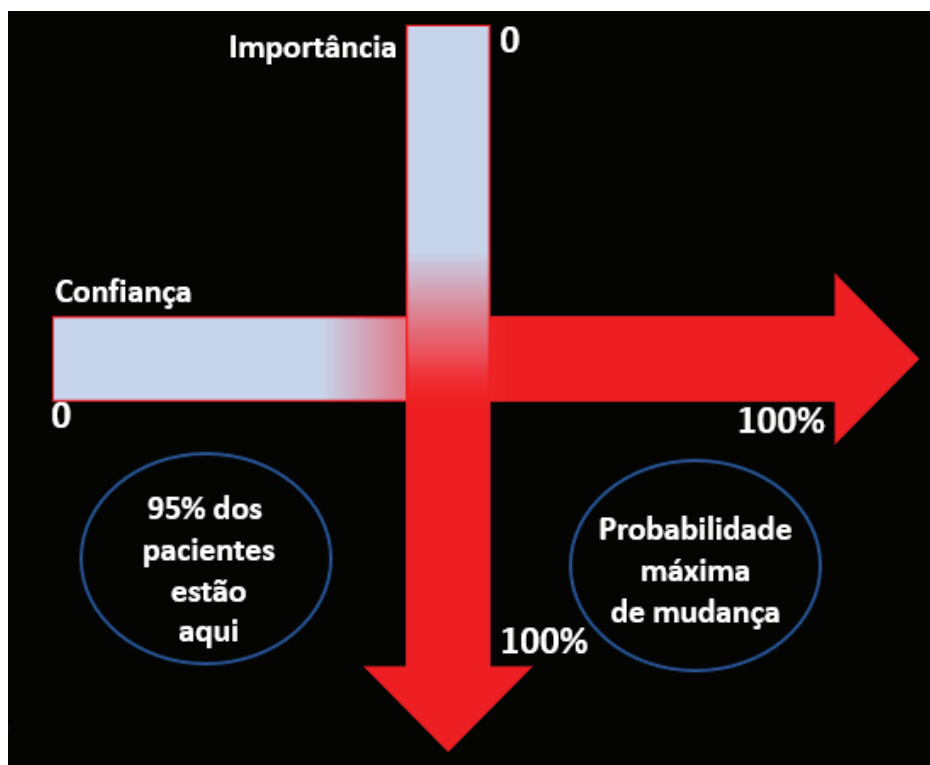 Importância
0
Confiança
0
100%
95% dos
pacientes
estão
aqui
Probabilidade
máxima
de mudança
100%